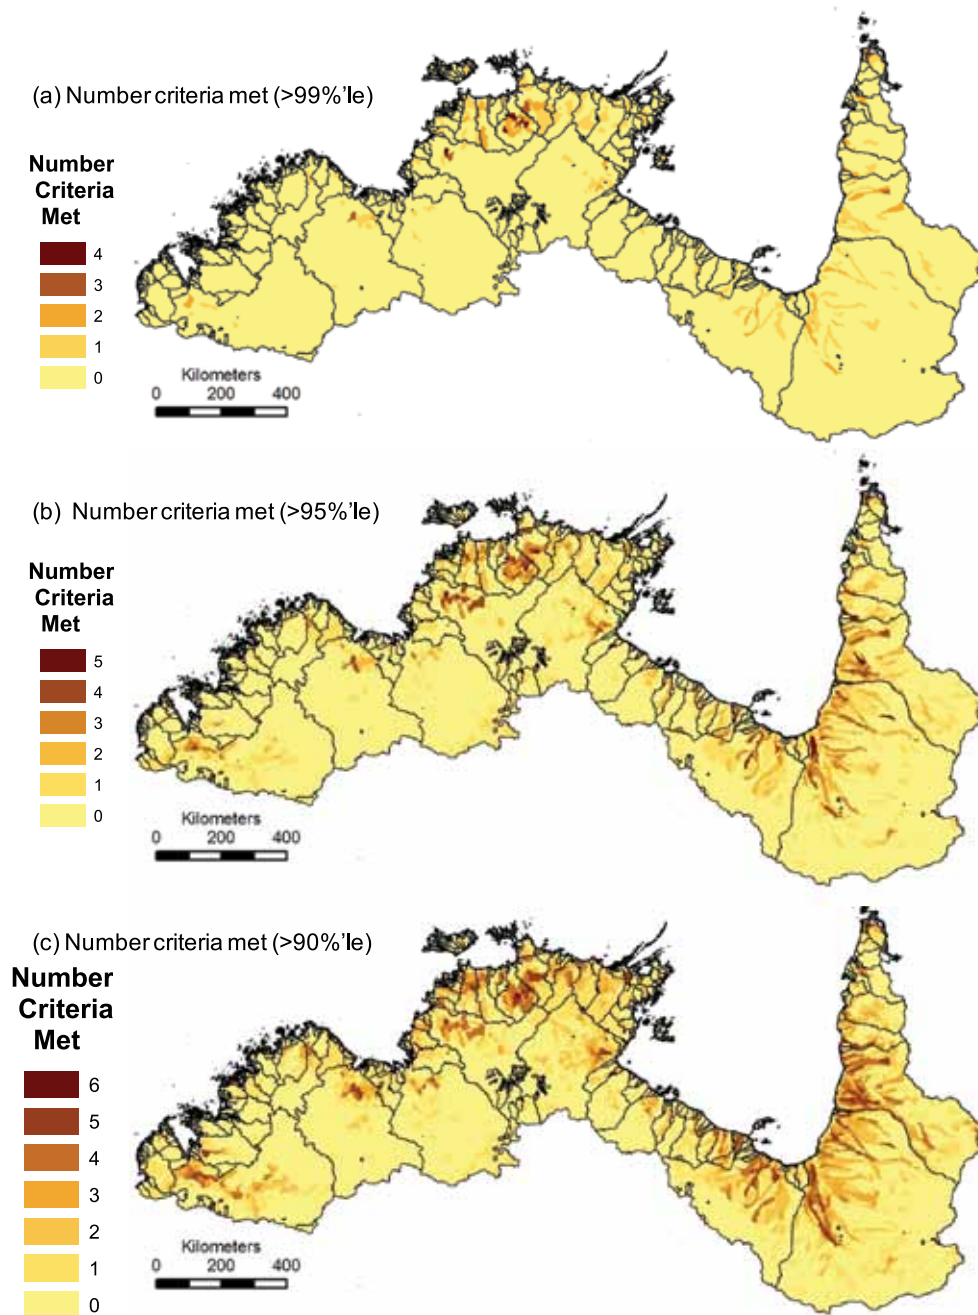 (a) Number criteria met (>99%'le)
Number
Criteria
Met
4
3
2
1
0
Kilometers
0 200 400
(b) Number criteria met (>95%'le)
Number
Criteria
Met
5
4
3
2
1
0
Kilometers
0 200 400
(c) Number criteria met (>90%'le)
Number
Criteria
Met
6
5
4
3
2
1
0
Kilometers
0 200 400